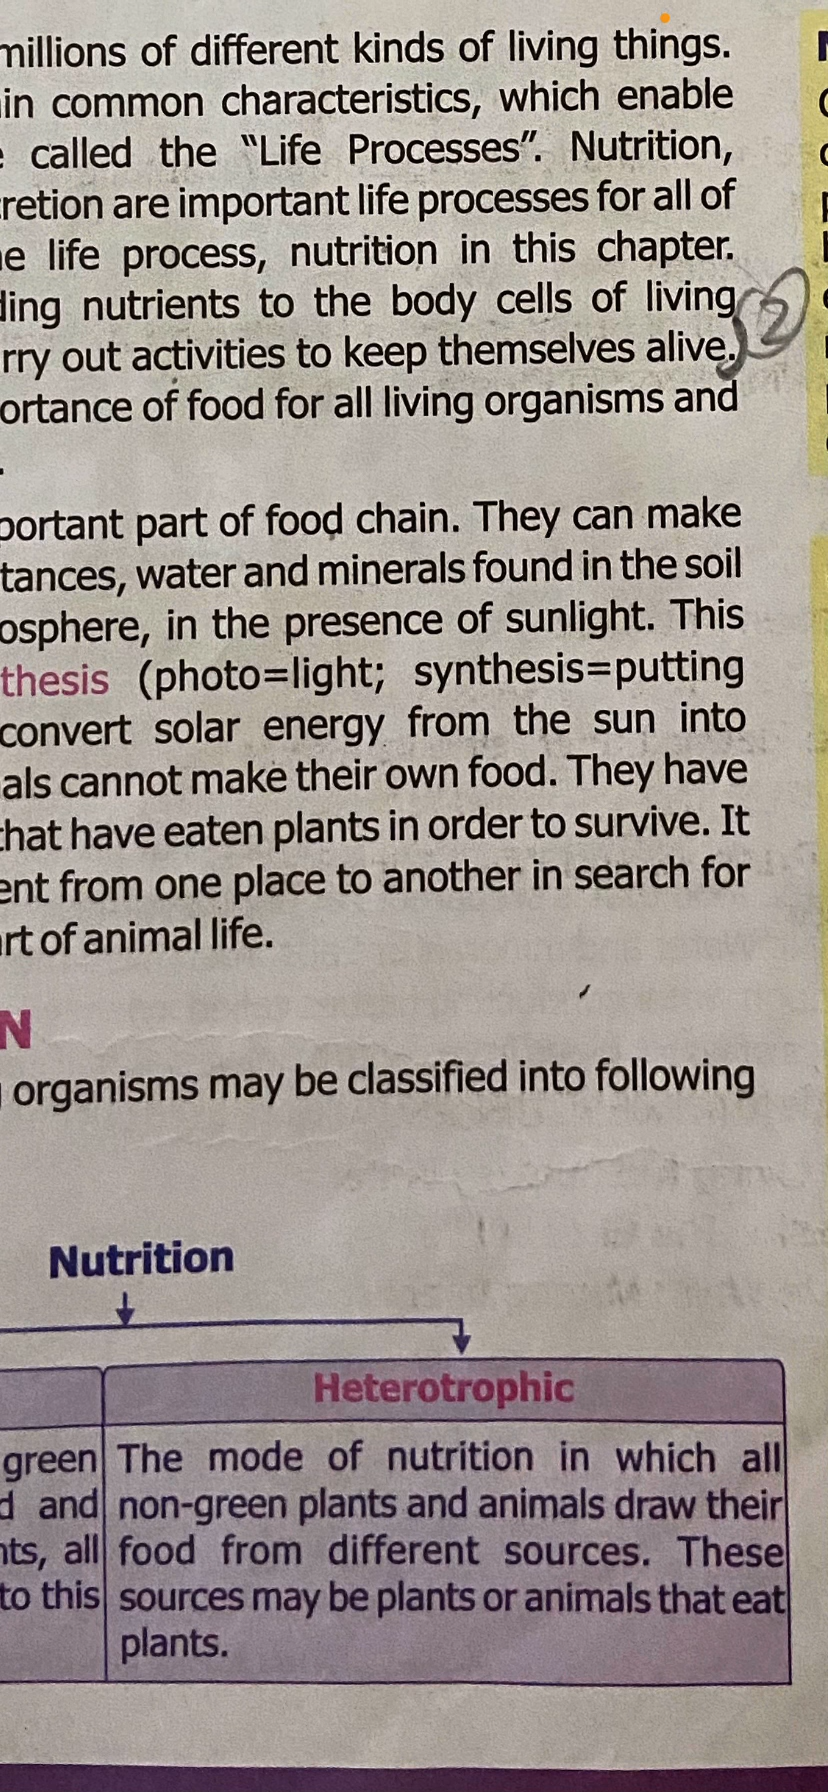 millions of different kinds of living things.
in common characteristics, which enable
called the “Life Processes”. Nutrition,
cretion are important life processes for all of
life process, nutrition in this chapter.
ding nutrients to the body cells of living
rry out activities to keep themselves alive.
2
ortance of food for all living organisms and
portant part of food chain. They can make
tances, water and minerals found in the soil
osphere, in the presence of sunlight. This
thesis (photo=light; synthesis=putting
convert solar energy from the sun into
als cannot make their own food. They have
that have eaten plants in order to survive. It
ent from one place to another in search for
art of animal life.
N
organisms may be classified into following
Nutrition
Heterotrophic
green
d and
nts, all
to this
The mode of nutrition in which all
non-green plants and animals draw their
food from different sources. These
sources may be plants or animals that eat
plants.